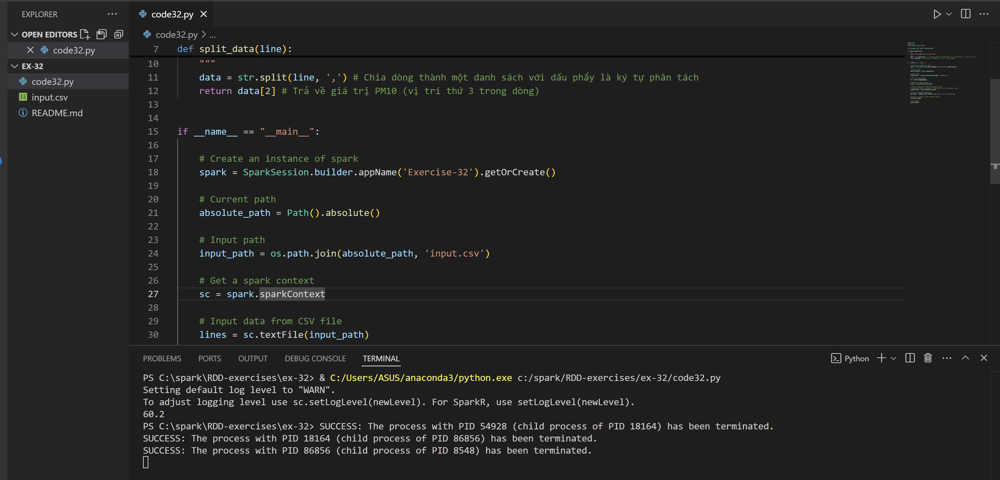 EXPLORER
OPEN EDITORS
code32.py
EX-32
code32.py
input.csv
README.md
code32.py
code32.py > ...
7 def split_data(line):
10 """
11 data = str.split(line, ',') # Chia dòng thành một danh sách với dấu phẩy là ký tự phân tách
12 return data[2] # Trả về giá trị PM10 (vị trí thứ 3 trong dòng)
13
14
15 if __name__ == "__main__":
16
17 # Create an instance of spark
18 spark = SparkSession.builder.appName('Exercise-32').getOrCreate()
19
20 # Current path
21 absolute_path = Path().absolute()
22
23 # Input path
24 input_path = os.path.join(absolute_path, 'input.csv')
25
26 # Get a spark context
27 sc = spark.sparkContext
28
29 # Input data from CSV file
30 lines = sc.textFile(input_path)
PROBLEMS PORTS OUTPUT DEBUG CONSOLE TERMINAL Python
PS C:\spark\RDD-exercises\ex-32> & C:/Users/ASUS/anaconda3/python.exe c:/spark/RDD-exercises/ex-32/code32.py
Setting default log level to "WARN".
To adjust logging level use sc.setLogLevel(newLevel). For SparkR, use setLogLevel(newLevel).
60.2
PS C:\spark\RDD-exercises\ex-32> SUCCESS: The process with PID 54928 (child process of PID 18164) has been terminated.
SUCCESS: The process with PID 18164 (child process of PID 86856) has been terminated.
SUCCESS: The process with PID 86856 (child process of PID 8548) has been terminated.